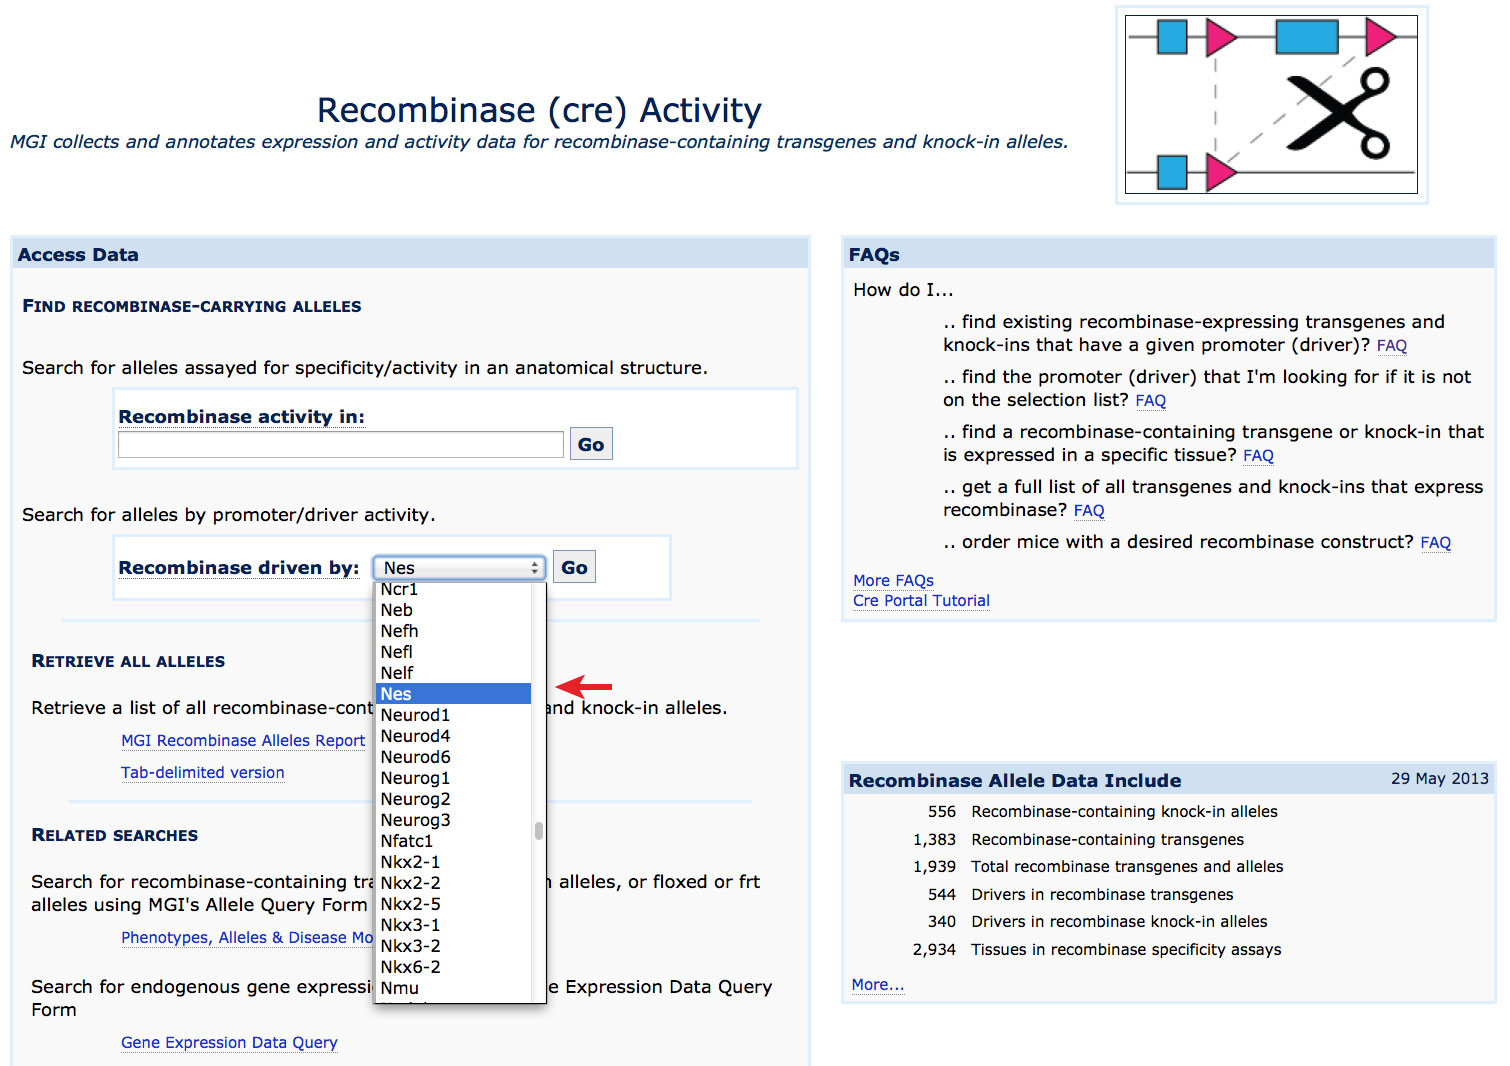 Recombinase (cre) Activity
MGI collects and annotates expression and activity data for recombinase-containing transgenes and knock-in alleles.
Access Data
FIND RECOMBINASE-CARRYING ALLELES
Search for alleles assayed for specificity/activity in an anatomical structure.
Recombinase activity in:
Go
Search for alleles by promoter/driver activity.
Recombinase driven by: Nes Go
Ncr1
Neb
Nefh
Nefl
Nelf
Nes
Neurod1
Neurod4
Neurod6
Neurog1
Neurog2
Neurog3
Nfatc1
Nkx2-1
Nkx2-2
Nkx2-5
Nkx3-1
Nkx3-2
Nkx6-2
Nmu
RETRIEVE ALL ALLELES
Retrieve a list of all recombinase-cont and knock-in alleles.
MGI Recombinase Alleles Report
Tab-delimited version
RELATED SEARCHES
Search for recombinase-containing tra n alleles, or floxed or frt
alleles using MGI's Allele Query Form
Phenotypes, Alleles & Disease Mo
Search for endogenous gene expressi e Expression Data Query
Form
Gene Expression Data Query
FAQs
How do I...
.. find existing recombinase-expressing transgenes and
knock-ins that have a given promoter (driver)? FAQ
.. find the promoter (driver) that I'm looking for if it is not
on the selection list? FAQ
.. find a recombinase-containing transgene or knock-in that
is expressed in a specific tissue? FAQ
.. get a full list of all transgenes and knock-ins that express
recombinase? FAQ
.. order mice with a desired recombinase construct? FAQ
More FAQs
Cre Portal Tutorial
Recombinase Allele Data Include 29 May 2013
556 Recombinase-containing knock-in alleles
1,383 Recombinase-containing transgenes
1,939 Total recombinase transgenes and alleles
544 Drivers in recombinase transgenes
340 Drivers in recombinase knock-in alleles
2,934 Tissues in recombinase specificity assays
More...